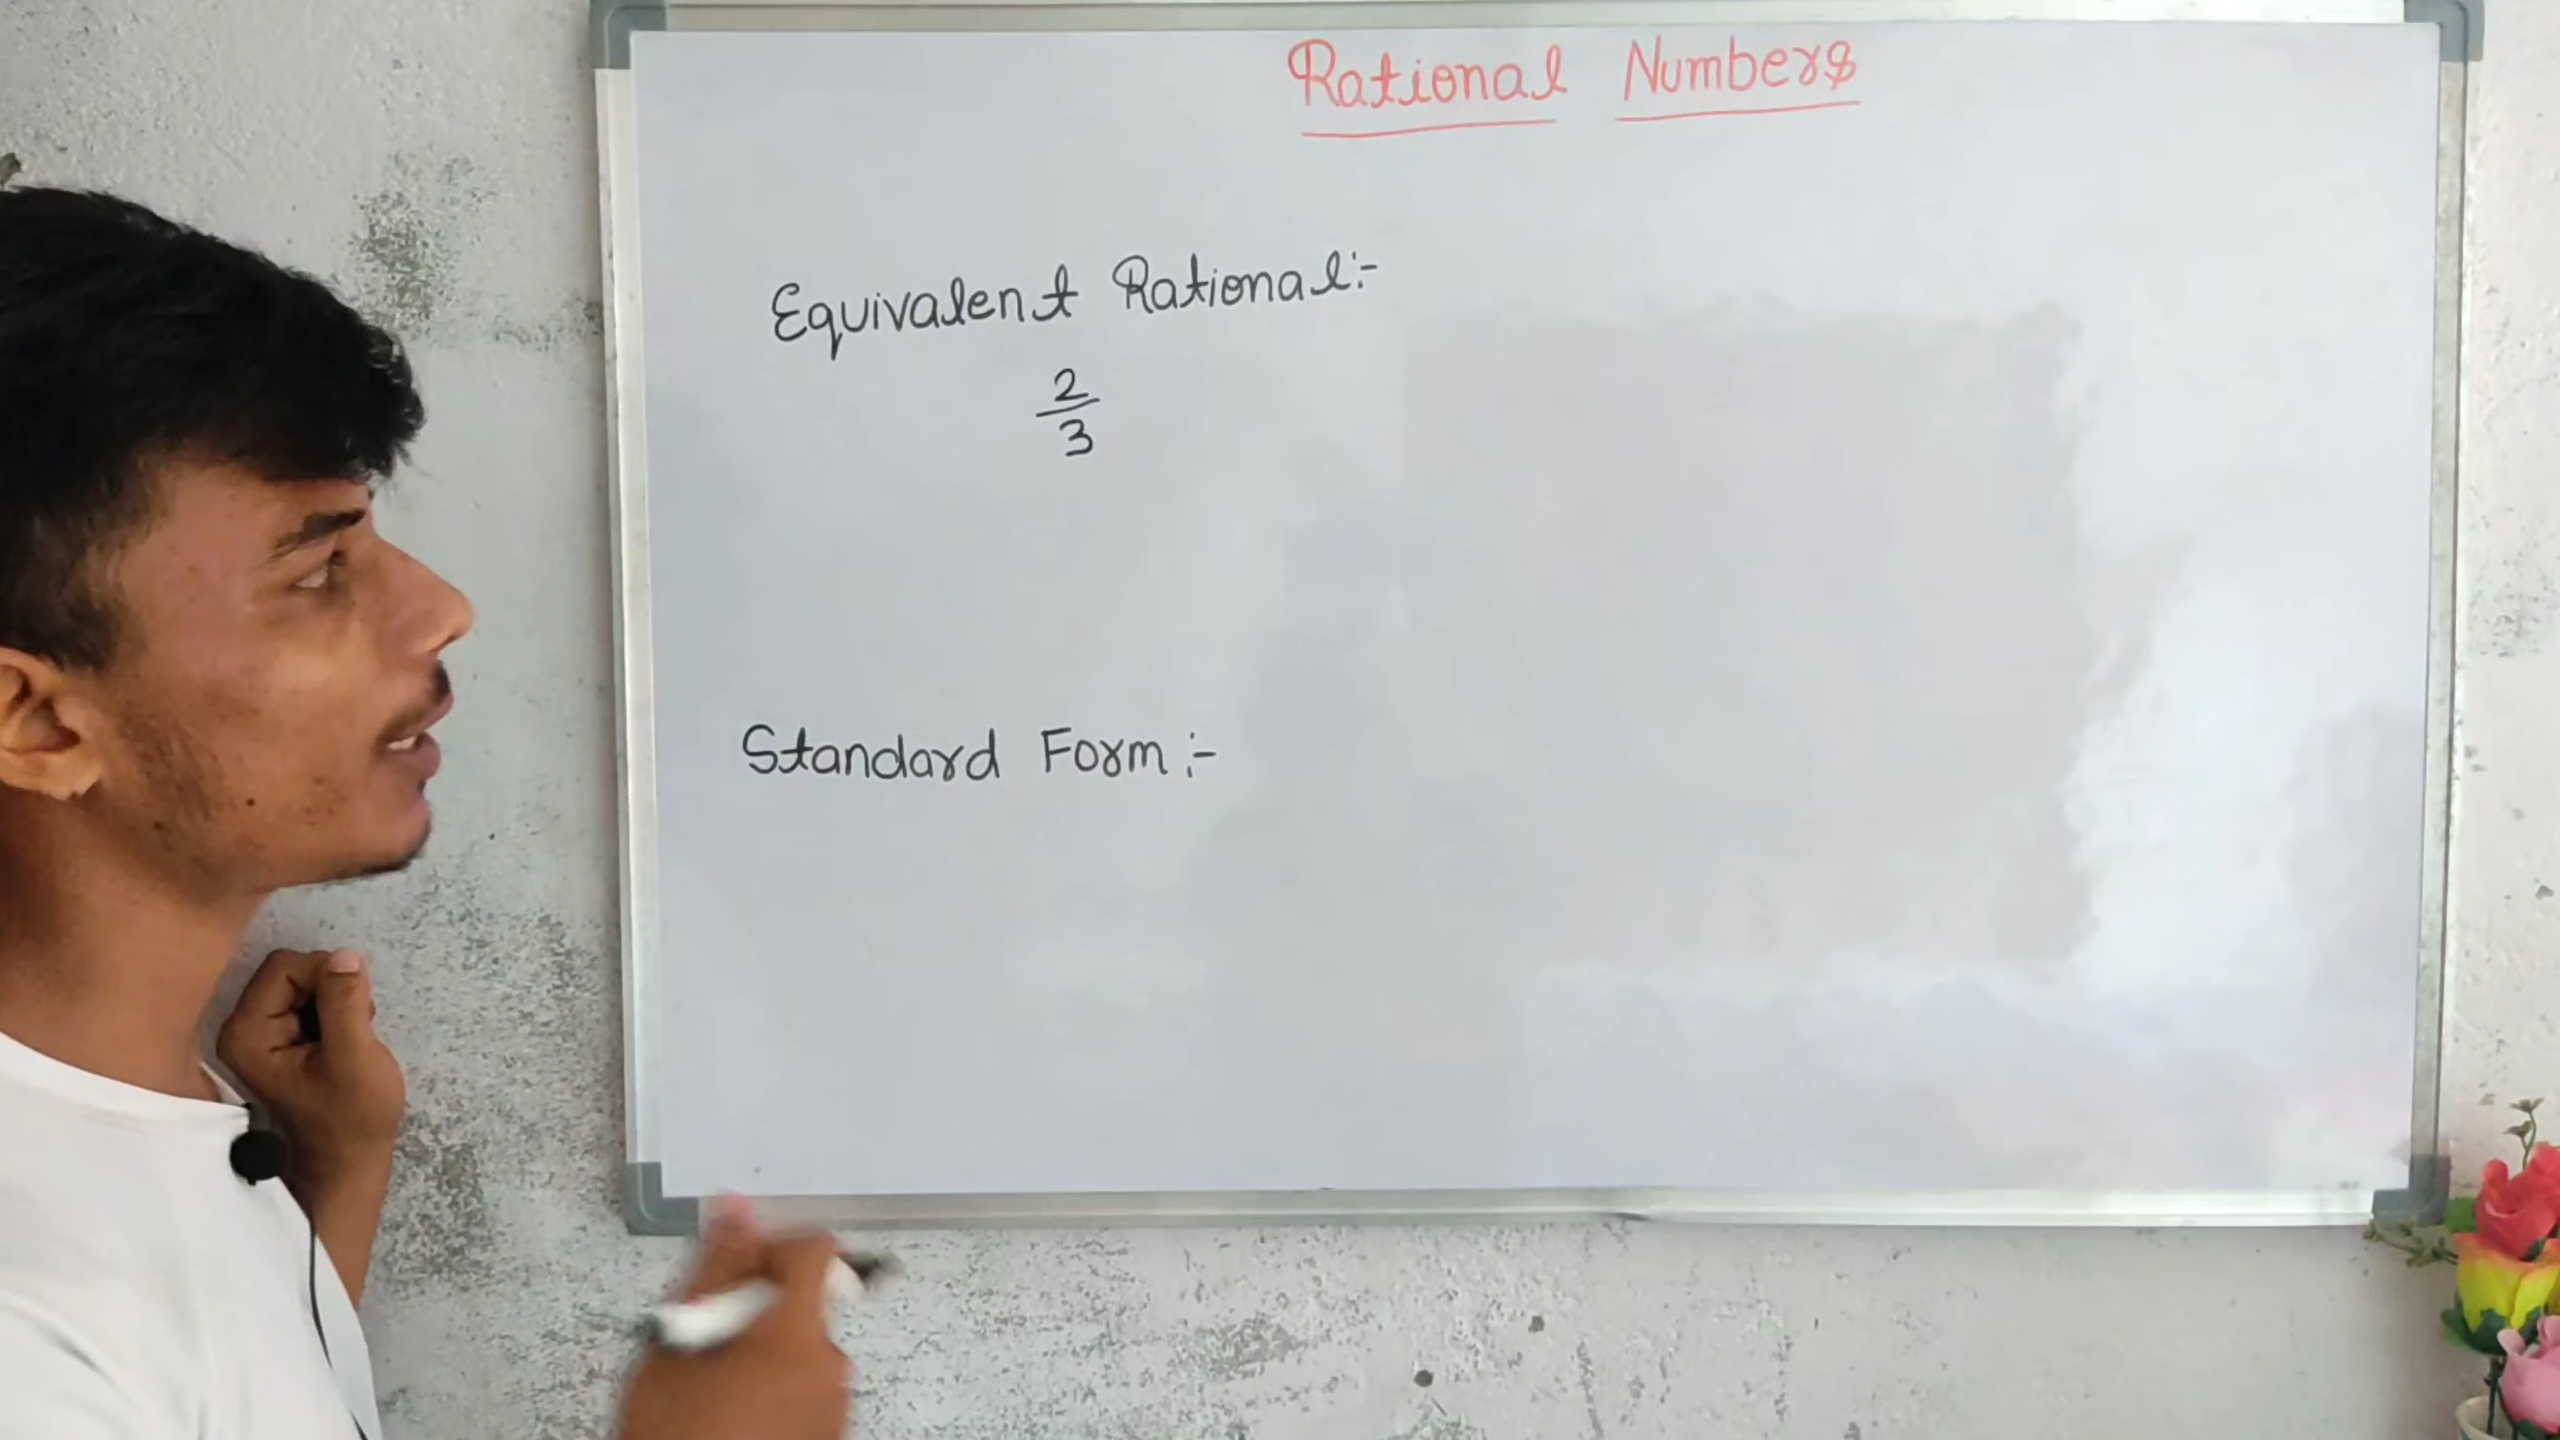 Rational Numbers
Equivalent Rational:-
2
3
Standard Form:-